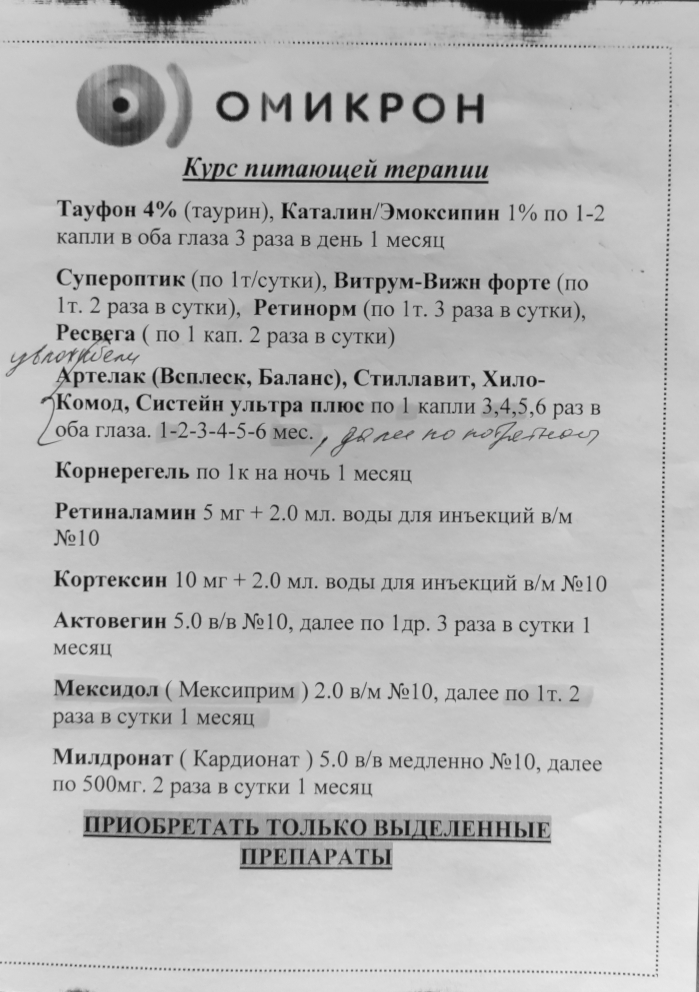 ОМИКРОН
Курс питающей терапии
Тауфон 4% (таурин), Каталин/Эмоксипин 1% по 1-2
капли в оба глаза 3 раза в день 1 месяц
Супероптик (по 1т/сутки), Витрум-Вижн форте (по
1т. 2 раза в сутки), Ретинорм (по 1т. 3 раза в сутки),
Ресвега ( по 1 кап. 2 раза в сутки)
Артелак (Всплеск, Баланс), Стиллавит, Хило-
Комод, Систейн ультра плюс по 1 капли 3,4,5,6 раз в
оба глаза. 1-2-3-4-5-6 мес., далее по
Корнерегель по 1к на ночь 1 месяц
Ретиналамин 5 мг + 2.0 мл. воды для инъекций в/м
№10
Кортексин 10 мг + 2.0 мл. воды для инъекций в/м №10
Актовегин 5.0 в/в №10, далее по 1др. 3 раза в сутки 1
месяц
Мексидол ( Мексиприм ) 2.0 в/м №10, далее по 1т. 2
раза в сутки 1 месяц
Милдронат ( Кардионат ) 5.0 в/в медленно №10, далее
по 500мг. 2 раза в сутки 1 месяц
ПРИОБРЕТАТЬ ТОЛЬКО ВЫДЕЛЕННЫЕ
ПРЕПАРАТЫ